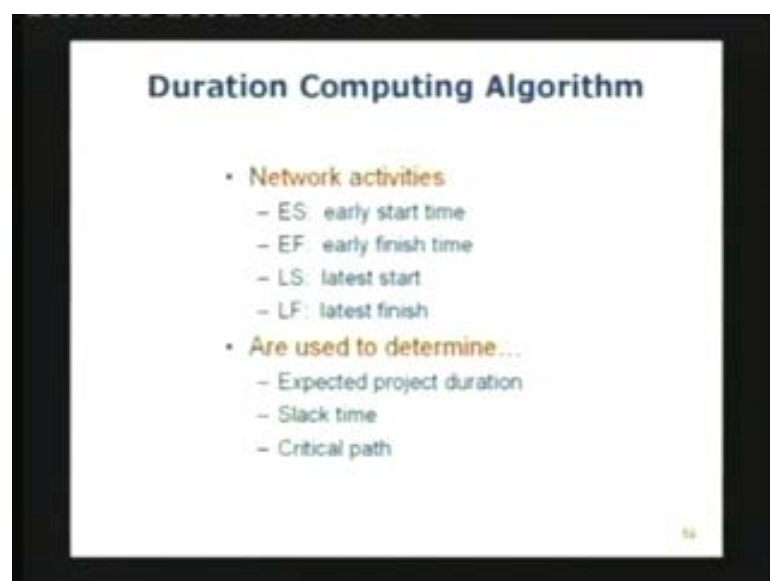 Duration Computing Algorithm
• Network activities
– ES: early start time
– EF: early finish time
– LS: latest start
– LF: latest finish
• Are used to determine...
– Expected project duration
– Slack time
– Critical path